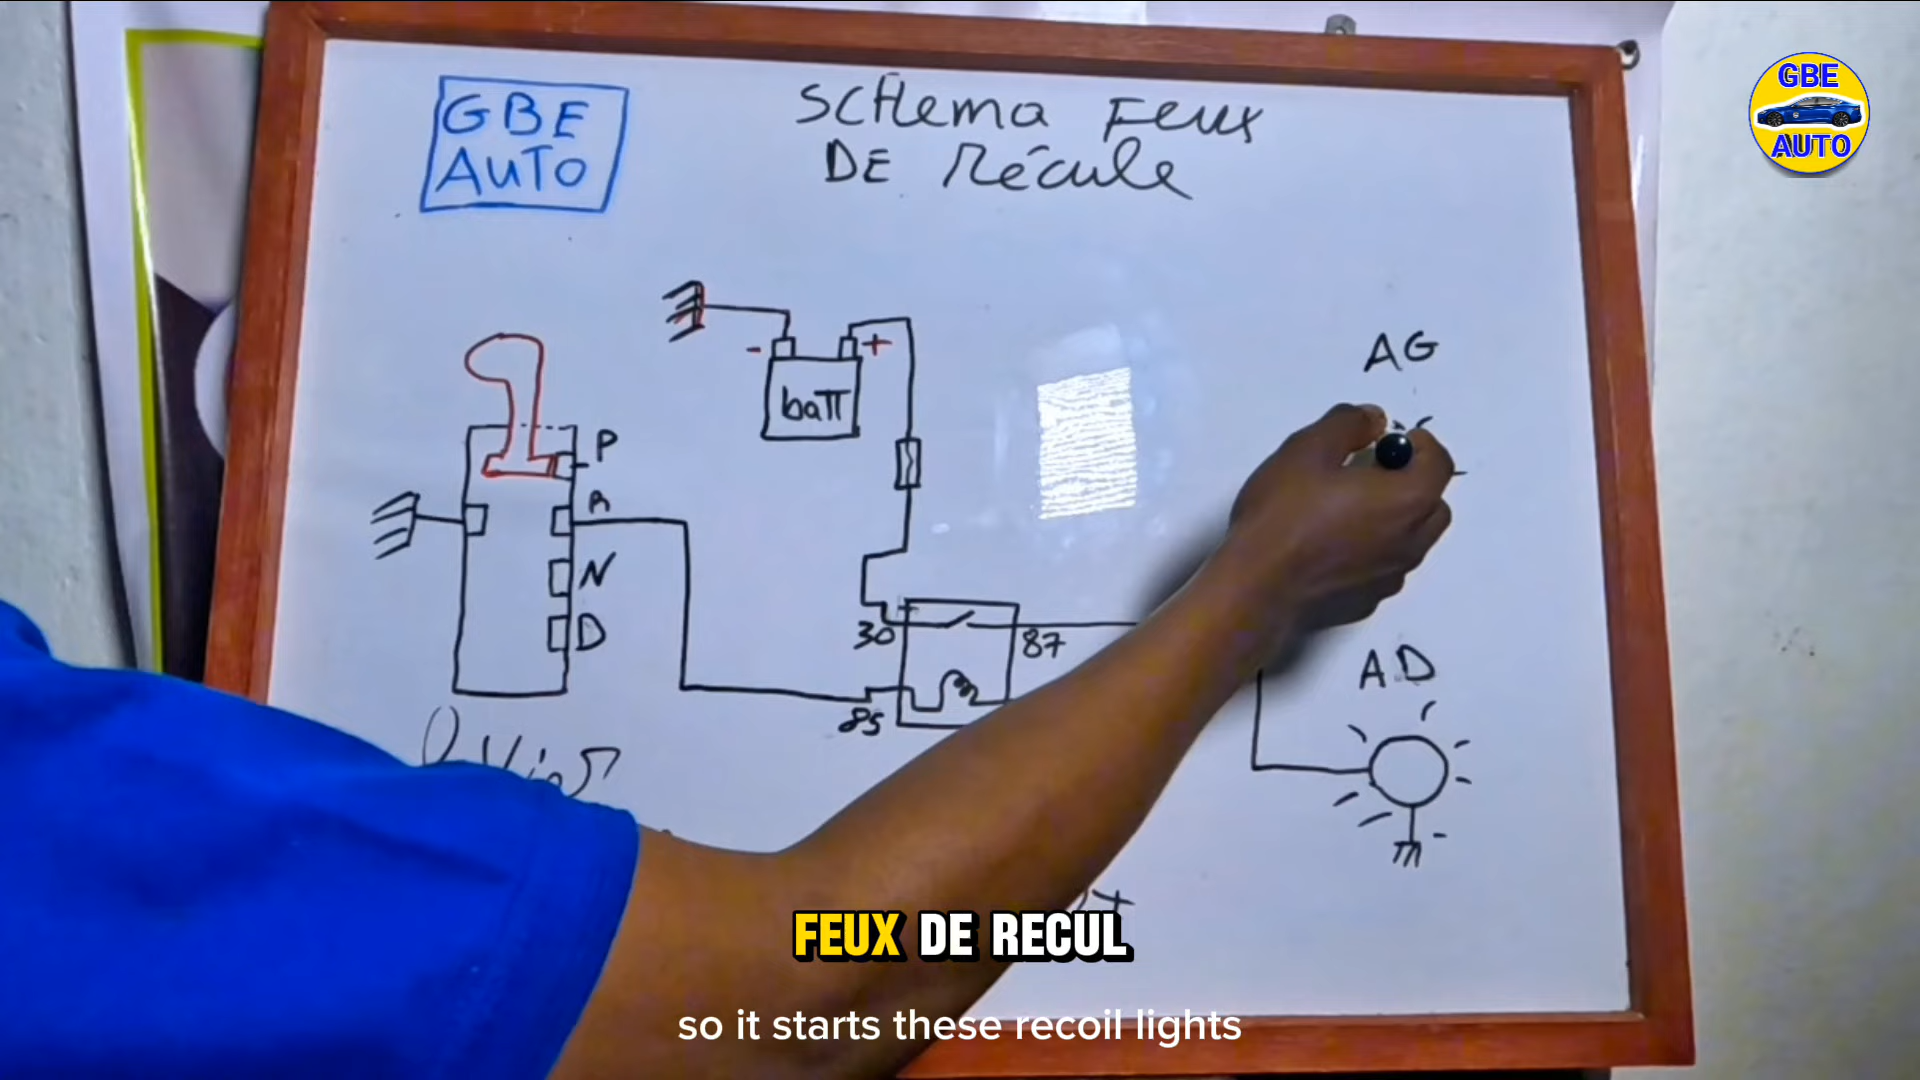 GBE
AUTO
SCHema Feux
DE Récule
GBE
AUTO
AG
- +
batt
P
R
N
D
30
87
85
AD
-
+
FEUX DE RECUL
so it starts these recoil lights